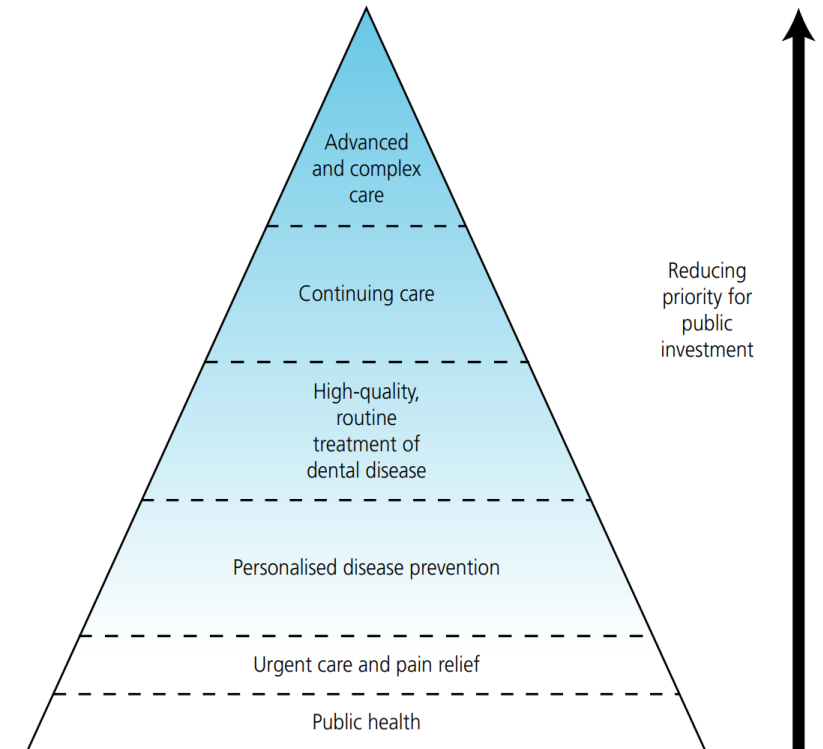 Advanced
and complex
care
Continuing care
Reducing
priority for
public
investment
High-quality,
routine
treatment of
dental disease
Personalised disease prevention
Urgent care and pain relief
Public health